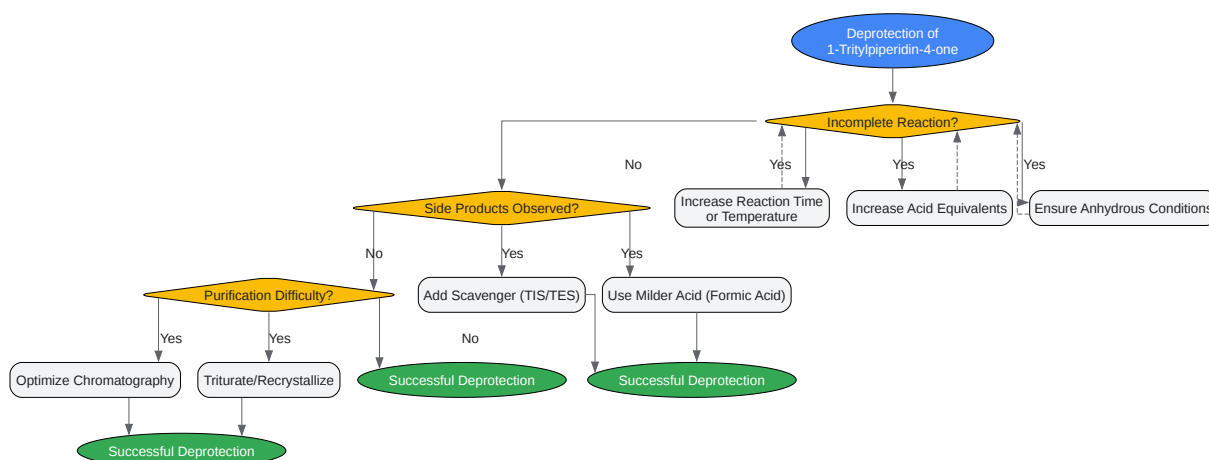 Deprotection of
1-Tritylpiperidin-4-one
Incomplete Reaction?
No
Yes
Yes
Yes
Increase Reaction Time
or Temperature
Increase Acid Equivalents
Ensure Anhydrous Conditions
Side Products Observed?
No
Yes
Yes
Purification Difficulty?
Add Scavenger (TIS/TES)
Use Milder Acid (Formic Acid)
Yes
Yes
No
Optimize Chromatography
Triturate/Recrystallize
Successful Deprotection
Successful Deprotection
Successful Deprotection